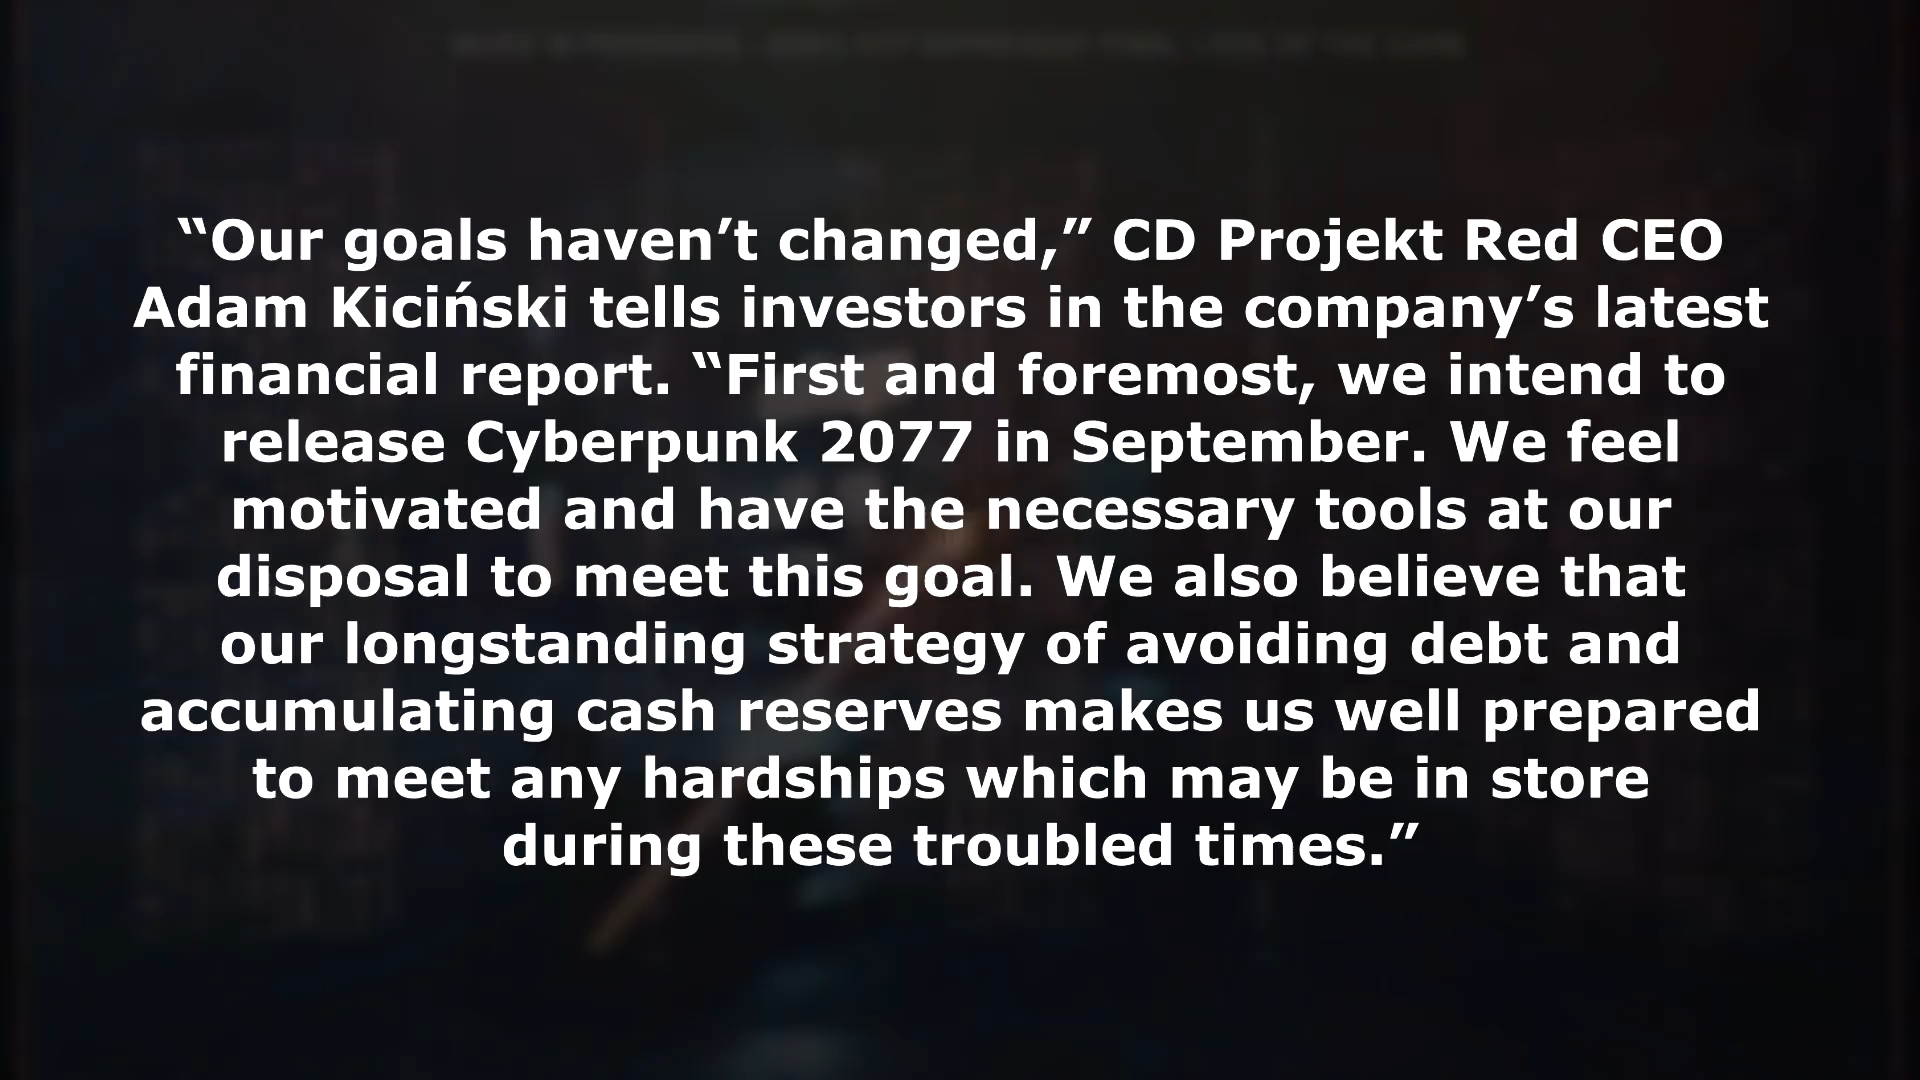 “Our goals haven’t changed,” CD Projekt Red CEO
Adam Kiciński tells investors in the company’s latest
financial report. “First and foremost, we intend to
release Cyberpunk 2077 in September. We feel
motivated and have the necessary tools at our
disposal to meet this goal. We also believe that
our longstanding strategy of avoiding debt and
accumulating cash reserves makes us well prepared
to meet any hardships which may be in store
during these troubled times.”